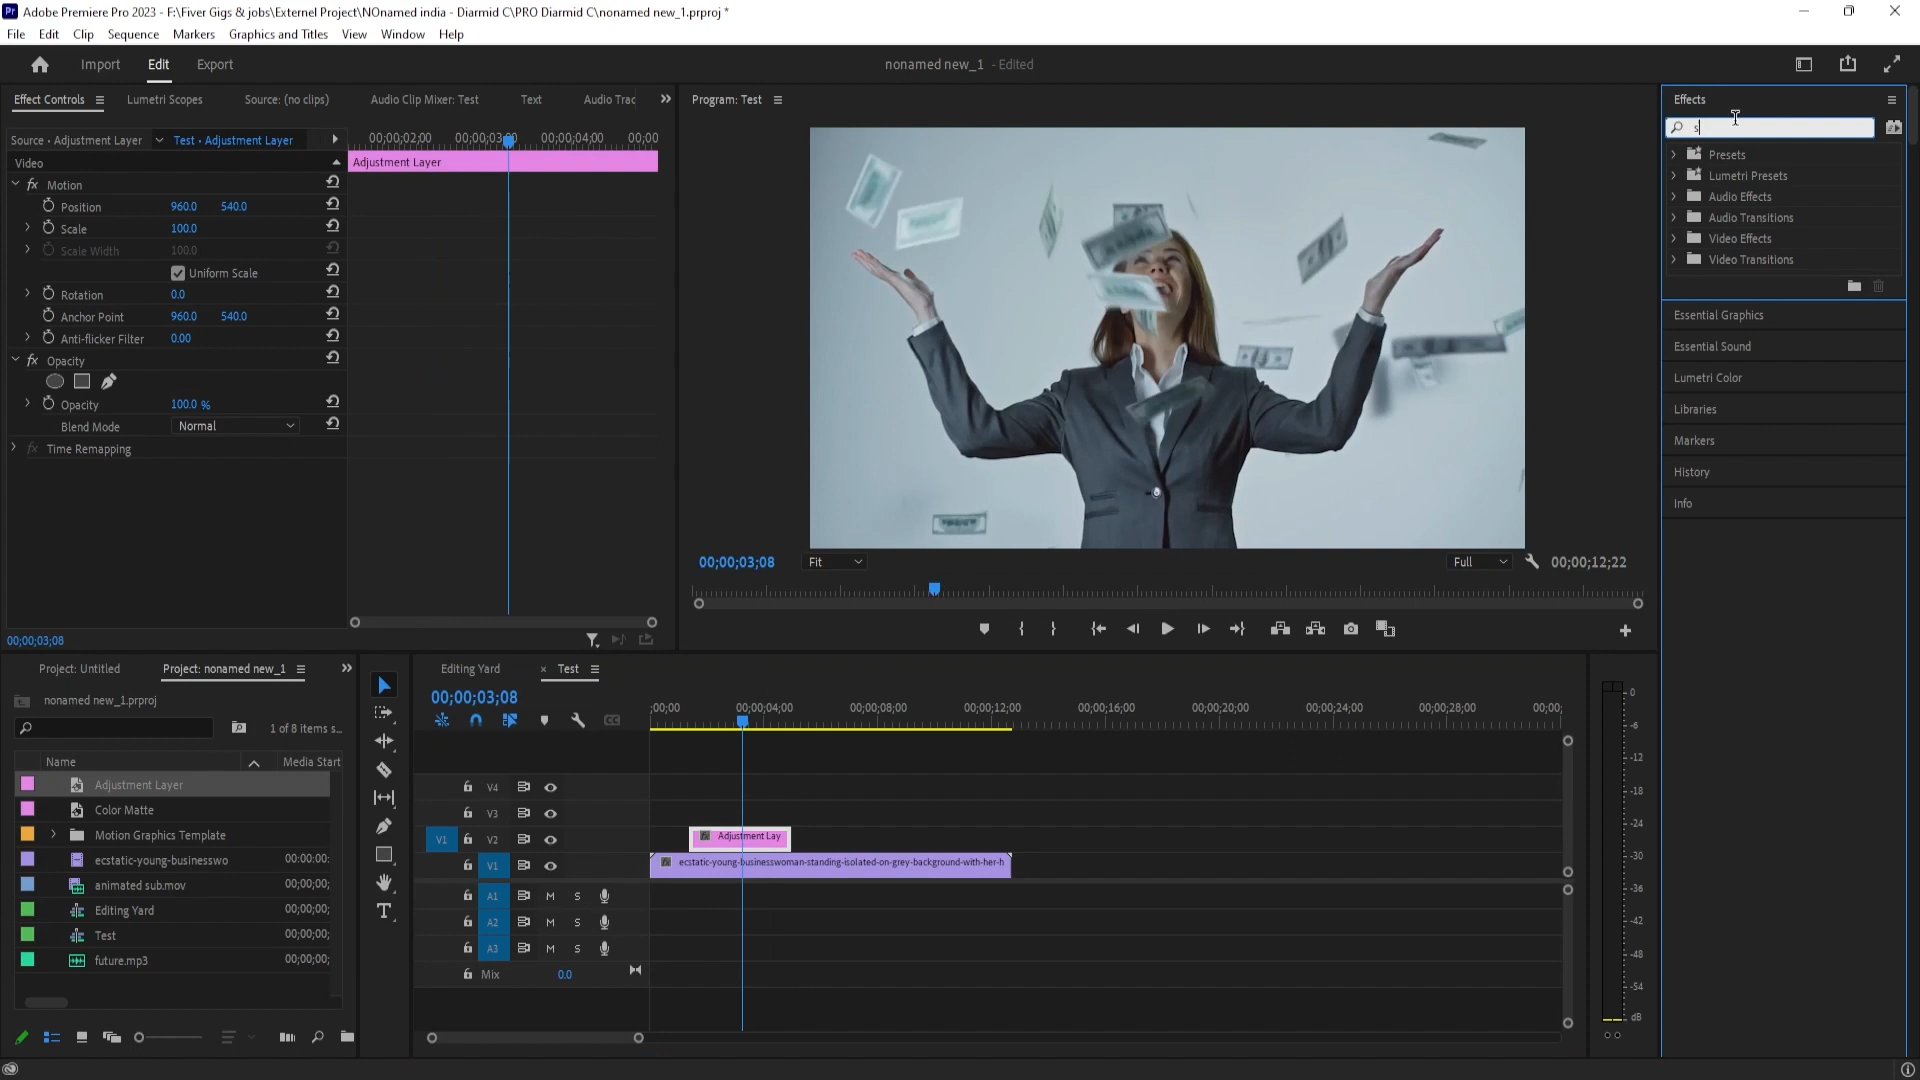 Adobe Premiere Pro 2023 - F:\Fiver Gigs & jobs\Externel Project\NOnamed india - Diarmid C\PRO Diarmid C\nonamed new_1.prproj *
File Edit Clip Sequence Markers Graphics and Titles View Window Help
Import Edit Export
nonamed new_1 - Edited
Effect Controls Lumetri Scopes Source: (no clips) Audio Clip Mixer: Test Text Audio Trac
Source • Adjustment Layer Test • Adjustment Layer
00;00;02;00 00;00;03;00 00;00;04;00 00;00
Video
Adjustment Layer
fx Motion
Position 960.0 540.0
Scale 100.0
Scale Width 100.0
Uniform Scale
Rotation 0.0
Anchor Point 960.0 540.0
Anti-flicker Filter 0.00
fx Opacity
Opacity 100.0 %
Blend Mode Normal
fx Time Remapping
00;00;03;08
Program: Test
00;00;03;08 Fit Full 00;00;12;22
Effects
s
Presets
Lumetri Presets
Audio Effects
Audio Transitions
Video Effects
Video Transitions
Essential Graphics
Essential Sound
Lumetri Color
Libraries
Markers
History
Info
Project: Untitled Project: nonamed new_1
nonamed new_1.prproj
1 of 8 items s...
Name Media Start
Adjustment Layer
Color Matte
Motion Graphics Template
ecstatic-young-businesswo 00:00:00:
animated sub.mov 00;00;00;
Editing Yard 00;00;00;
Test 00;00;00;
future.mp3 00;00;00;
Editing Yard × Test
00;00;03;08
;00;00 00;00;04;00 00;00;08;00 00;00;12;00 00;00;16;00 00;00;20;00 00;00;24;00 00;00;28;00 00;00;
V4
V3
V1 V2 Adjustment Lay
V1 ecstatic-young-businesswoman-standing-isolated-on-grey-background-with-her-h
A1 M S
A2 M S
A3 M S
Mix 0.0
0
-6
-12
-18
-24
-30
-36
-42
-48
-54
dB